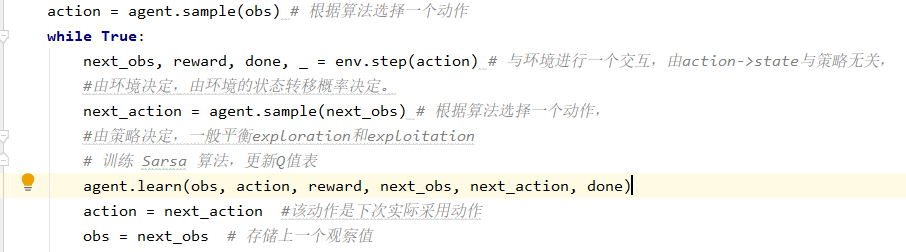 action = agent.sample(obs) # 根据算法选择一个动作
while True:
next_obs, reward, done, _ = env.step(action) # 与环境进行一个交互，由action->state与策略无关，
#由环境决定，由环境的状态转移概率决定。
next_action = agent.sample(next_obs) # 根据算法选择一个动作，
#由策略决定，一般平衡exploration和exploitation
# 训练 Sarsa 算法，更新Q值表
agent.learn(obs, action, reward, next_obs, next_action, done)
action = next_action  #该动作是下次实际采用动作
obs = next_obs  # 存储上一个观察值